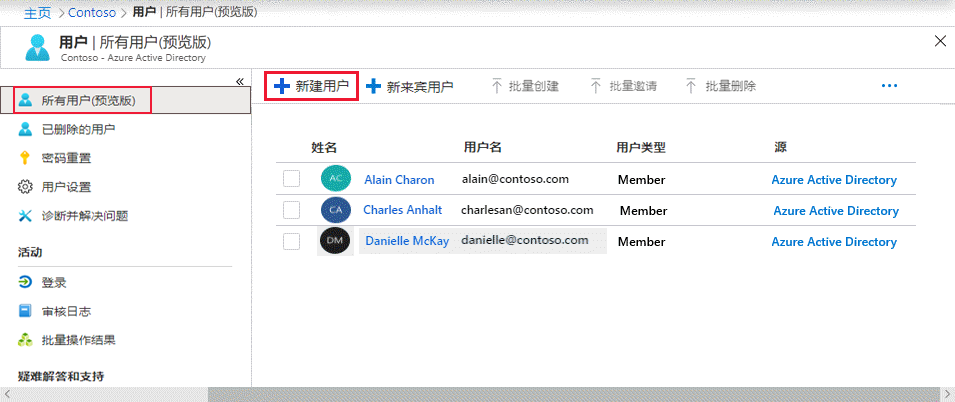 主页 > Contoso > 用户 | 所有用户(预览版)
用户 | 所有用户(预览版)
Contoso - Azure Active Directory
所有用户(预览版)
已删除的用户
密码重置
用户设置
诊断并解决问题
活动
登录
审核日志
批量操作结果
疑难解答和支持
新建用户 新来宾用户 批量创建 批量邀请 批量删除
姓名 用户名 用户类型 源
AC Alain Charon alain@contoso.com Member Azure Active Directory
CA Charles Anhalt charlesan@contoso.com Member Azure Active Directory
DM Danielle McKay danielle@contoso.com Member Azure Active Directory